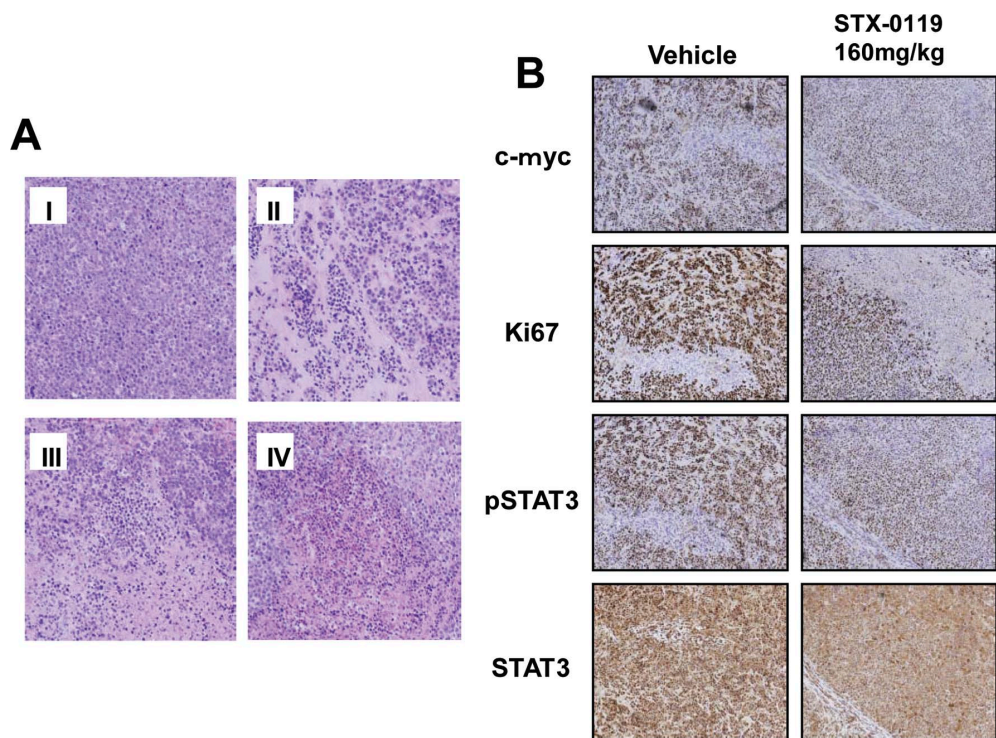 A
I
II
III
IV
B
Vehicle
STX-0119
160mg/kg
c-myc
Ki67
pSTAT3
STAT3